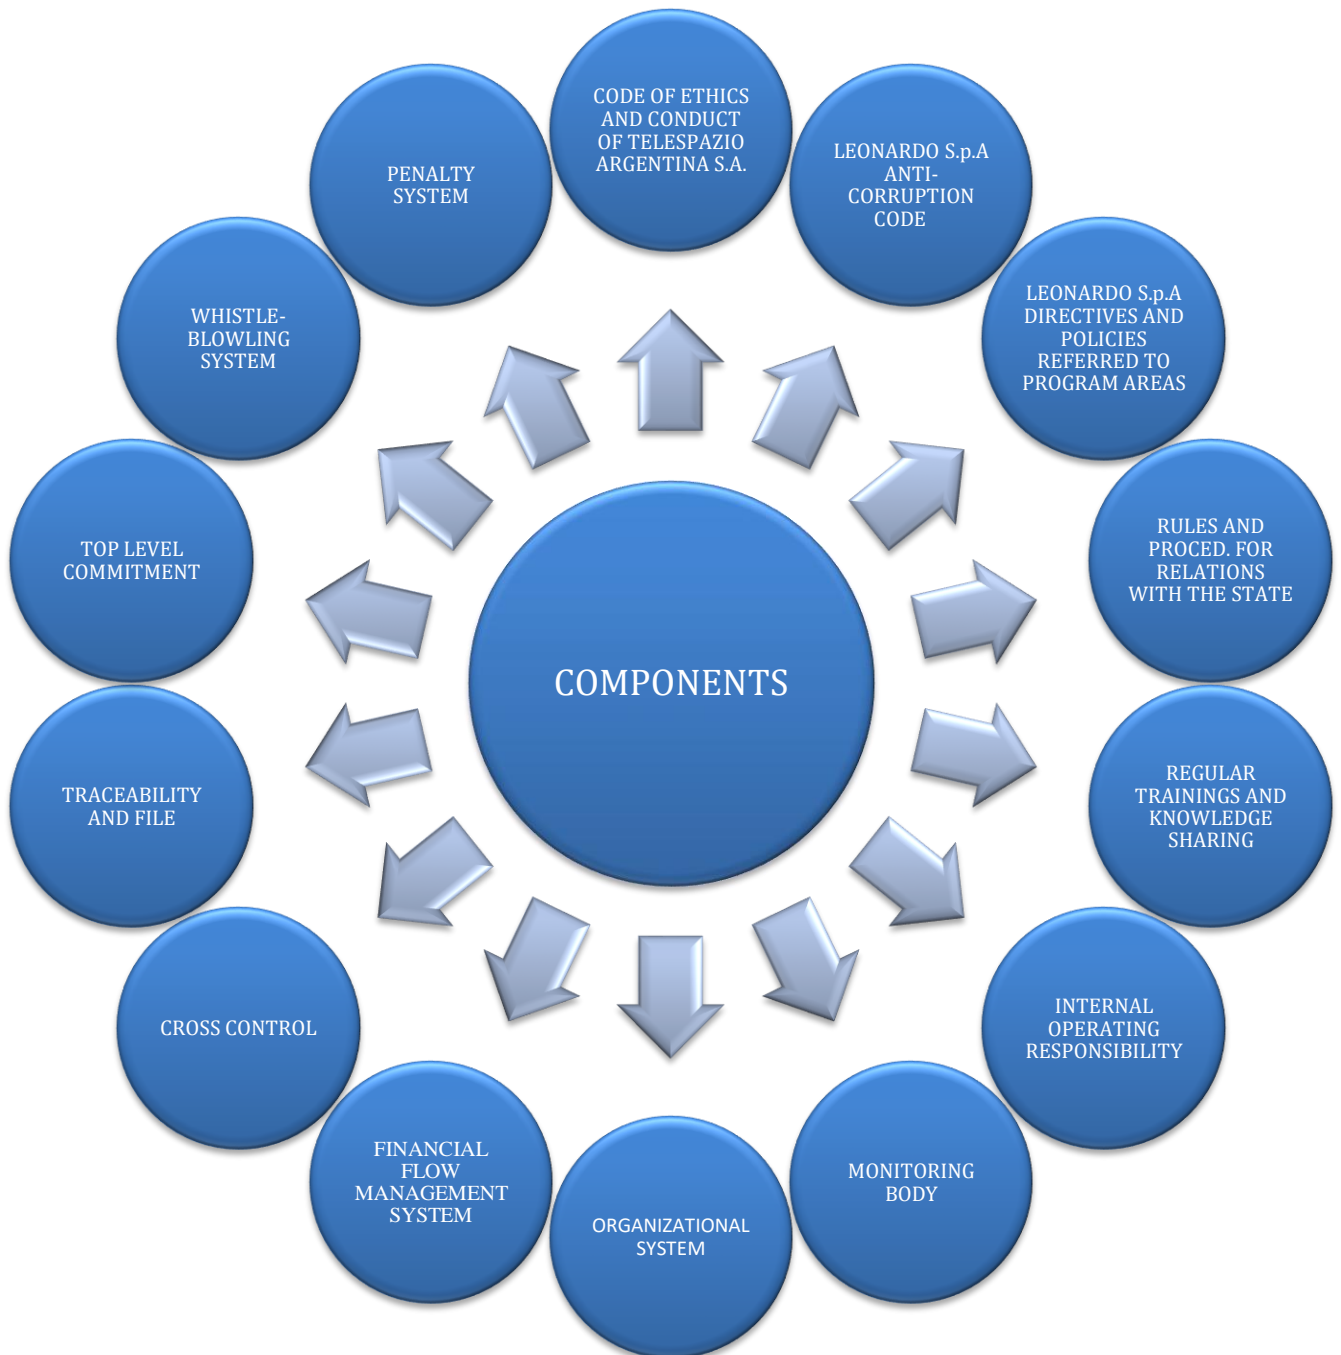 CODE OF ETHICS
AND CONDUCT
OF TELESPAZIO
ARGENTINA S.A.
LEONARDO S.p.A
ANTI-
CORRUPTION
CODE
LEONARDO S.p.A
DIRECTIVES AND
POLICIES
REFERRED TO
PROGRAM AREAS
RULES AND
PROCED. FOR
RELATIONS
WITH THE STATE
REGULAR
TRAININGS AND
KNOWLEDGE
SHARING
INTERNAL
OPERATING
RESPONSIBILITY
MONITORING
BODY
ORGANIZATIONAL
SYSTEM
FINANCIAL
FLOW
MANAGEMENT
SYSTEM
CROSS CONTROL
TRACEABILITY
AND FILE
TOP LEVEL
COMMITMENT
WHISTLE-
BLOWLING
SYSTEM
PENALTY
SYSTEM
COMPONENTS